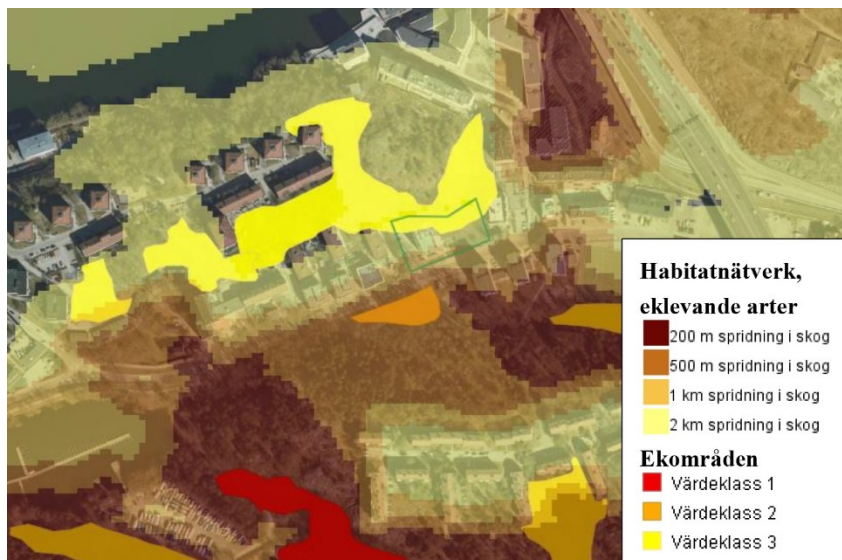 Habitatnätverk,
eklevande arter
200 m spridning i skog
500 m spridning i skog
1 km spridning i skog
2 km spridning i skog
Ekområden
Värdeklass 1
Värdeklass 2
Värdeklass 3